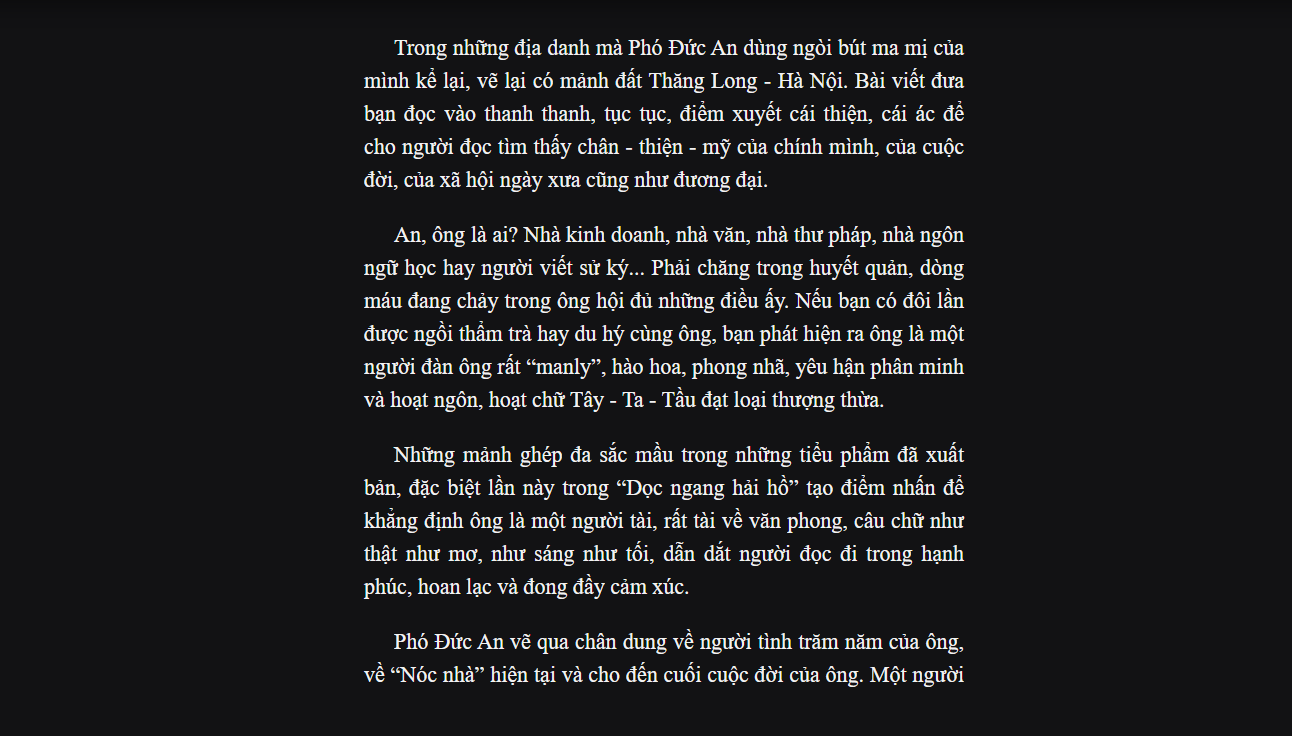 Trong những địa danh mà Phó Đức An dùng ngòi bút ma mị của
mình kể lại, vẽ lại có mảnh đất Thăng Long - Hà Nội. Bài viết đưa
bạn đọc vào thanh thanh, tục tục, điểm xuyết cái thiện, cái ác để
cho người đọc tìm thấy chân - thiện - mỹ của chính mình, của cuộc
đời, của xã hội ngày xưa cũng như đương đại.
An, ông là ai? Nhà kinh doanh, nhà văn, nhà thư pháp, nhà ngôn
ngữ học hay người viết sử ký... Phải chăng trong huyết quản, dòng
máu đang chảy trong ông hội đủ những điều ấy. Nếu bạn có đôi lần
được ngồi thẩm trà hay du hý cùng ông, bạn phát hiện ra ông là một
người đàn ông rất “manly”, hào hoa, phong nhã, yêu hận phân minh
và hoạt ngôn, hoạt chữ Tây - Ta - Tầu đạt loại thượng thừa.
Những mảnh ghép đa sắc mầu trong những tiểu phẩm đã xuất
bản, đặc biệt lần này trong “Dọc ngang hải hồ” tạo điểm nhấn để
khẳng định ông là một người tài, rất tài về văn phong, câu chữ như
thật như mơ, như sáng như tối, dẫn dắt người đọc đi trong hạnh
phúc, hoan lạc và đong đầy cảm xúc.
Phó Đức An vẽ qua chân dung về người tình trăm năm của ông,
về “Nóc nhà” hiện tại và cho đến cuối cuộc đời của ông. Một người